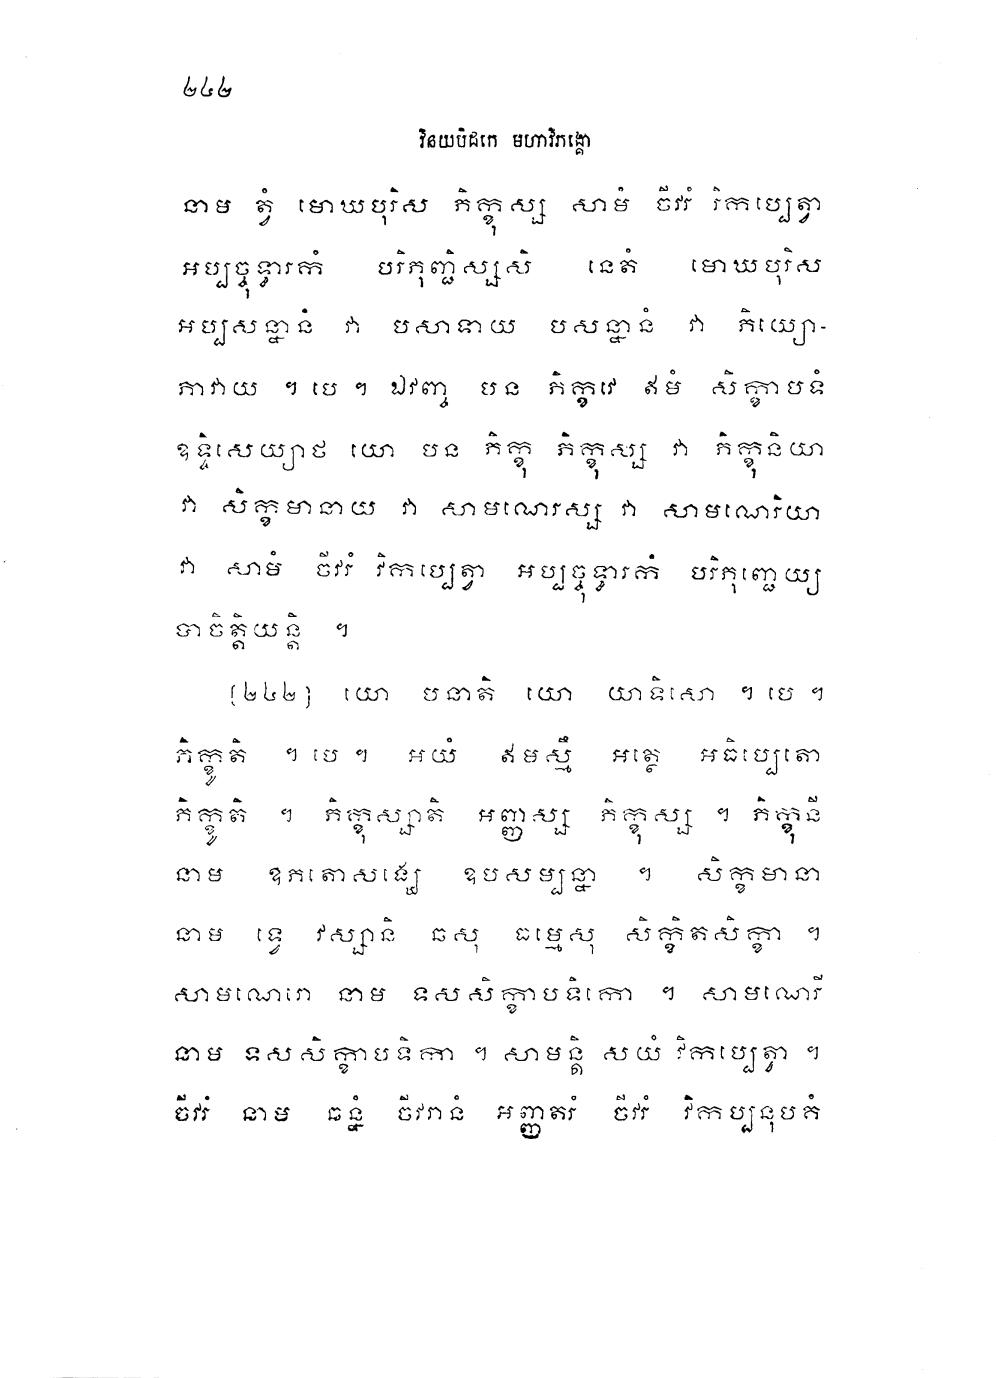 ២៤២
វិនយបិដកេ មហាវិភង្គោ
នាម ត្វំ មោឃបុរិស ភិក្ខុស្ស សាមំ ចីវរំ វិកប្បេត្វា
អប្បច្ចុទ្ធារកំ បរិភុញ្ជិស្សសិ នេតំ មោឃបុរិស
អប្បសន្នានំ វា បសាទាយ បសន្នានំ វា ភិយ្យោ-
ភាវាយ ។ បេ ។ ឯវញ្ច បន ភិក្ខវេ ឥមំ សិក្ខាបទំ
ឧទ្ទិសេយ្យាថ យោ បន ភិក្ខុ ភិក្ខុស្ស វា ភិក្ខុនិយា
វា សិក្ខមានាយ វា សាមណេរស្ស វា សាមណេរិយា
វា សាមំ ចីវរំ វិកប្បេត្វា អប្បច្ចុទ្ធារកំ បរិភុញ្ជេយ្យ
បាចិត្តិយន្តិ ។
{២៤២} យោ បនាតិ យោ យាទិសោ ។ បេ ។
ភិក្ខូតិ ។ បេ ។ អយំ ឥមស្មឹ អត្ថេ អធិប្បេតោ
ភិក្ខូតិ ។ ភិក្ខុស្សាតិ អញ្ញស្ស ភិក្ខុស្ស ។ ភិក្ខុនី
នាម ឧភតោសង្ឃេ ឧបសម្បន្នា ។ សិក្ខមានា
នាម ទ្វេ វស្សានិ ឆសុ ធម្មេសុ សិក្ខិតសិក្ខា ។
សាមណេរោ នាម ទសសិក្ខាបទិកោ ។ សាមណេរី
នាម ទសសិក្ខាបទិកា ។ សាមន្តិ សយំ វិកប្បេត្វា ។
ចីវរំ នាម ឆន្នំ ចីវរានំ អញ្ញតរំ ចីវរំ វិកប្បនុបគំ